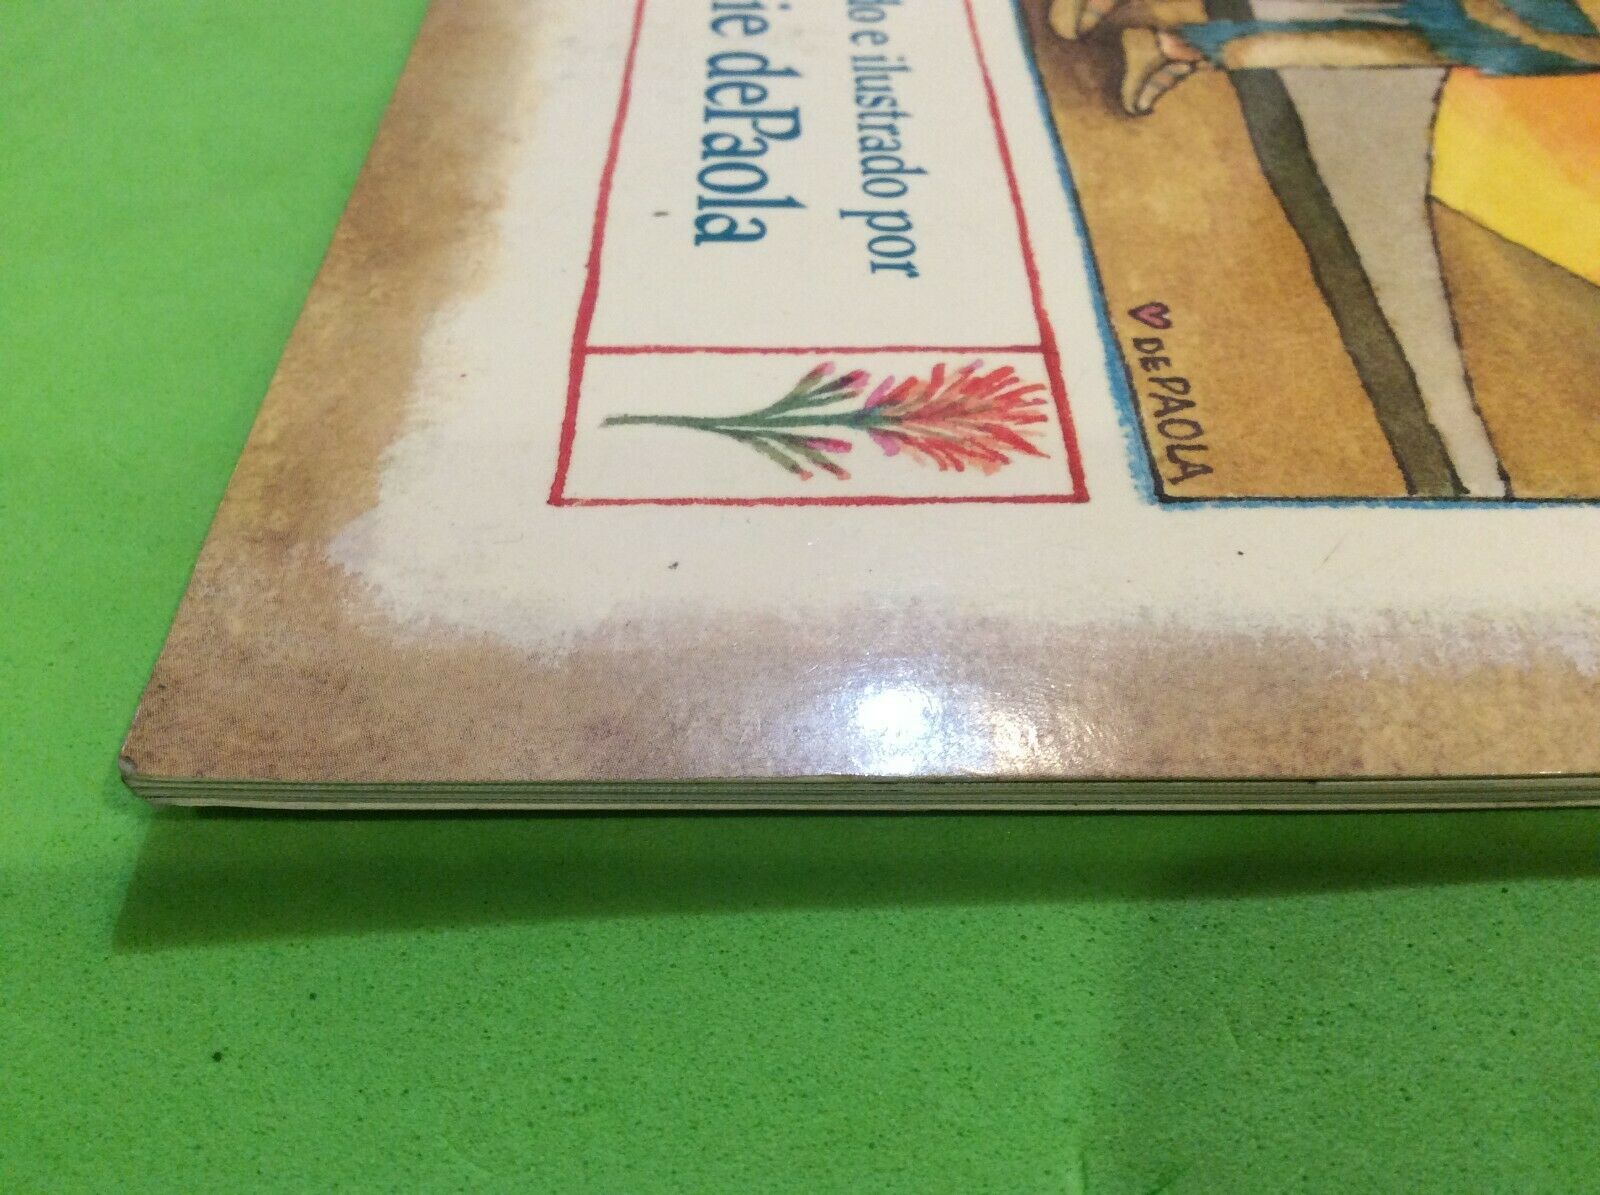 ilustrado por
dePaola
DE PAOLA